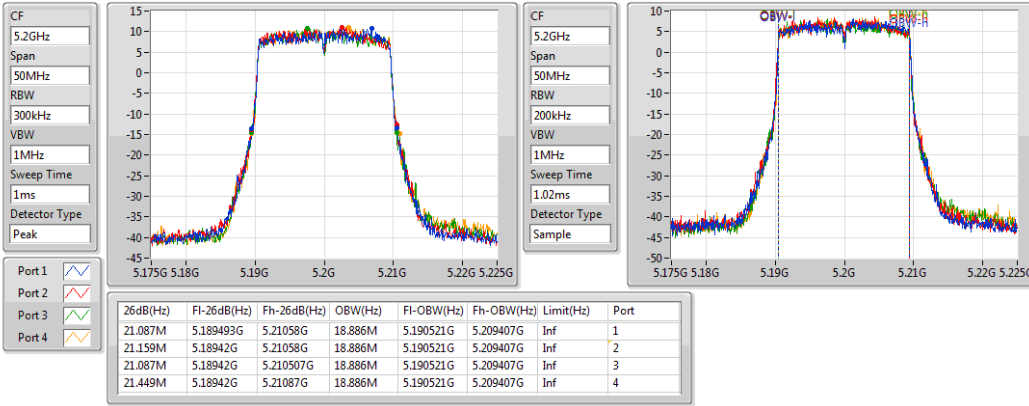 CF
5.2GHz
Span
50MHz
RBW
300kHz
VBW
1MHz
Sweep Time
1ms
Detector Type
Peak
15
10
5
0
-5
-10
-15
-20
-25
-30
-35
-40
-45
5.175G 5.18G 5.19G 5.2G 5.21G 5.22G 5.225G
CF
5.2GHz
Span
50MHz
RBW
200kHz
VBW
1MHz
Sweep Time
1.02ms
Detector Type
Sample
10
5
0
-5
-10
-15
-20
-25
-30
-35
-40
-45
-50
5.175G 5.18G 5.19G 5.2G 5.21G 5.22G 5.225G
Port 1
Port 2
Port 3
Port 4
26dB(Hz) Fl-26dB(Hz) Fh-26dB(Hz) OBW(Hz) Fl-OBW(Hz) Fh-OBW(Hz) Limit(Hz) Port
21.087M 5.189493G 5.21058G 18.886M 5.190521G 5.209407G Inf 1
21.159M 5.18942G 5.21058G 18.886M 5.190521G 5.209407G Inf 2
21.087M 5.18942G 5.210507G 18.886M 5.190521G 5.209407G Inf 3
21.449M 5.18942G 5.21087G 18.886M 5.190521G 5.209407G Inf 4